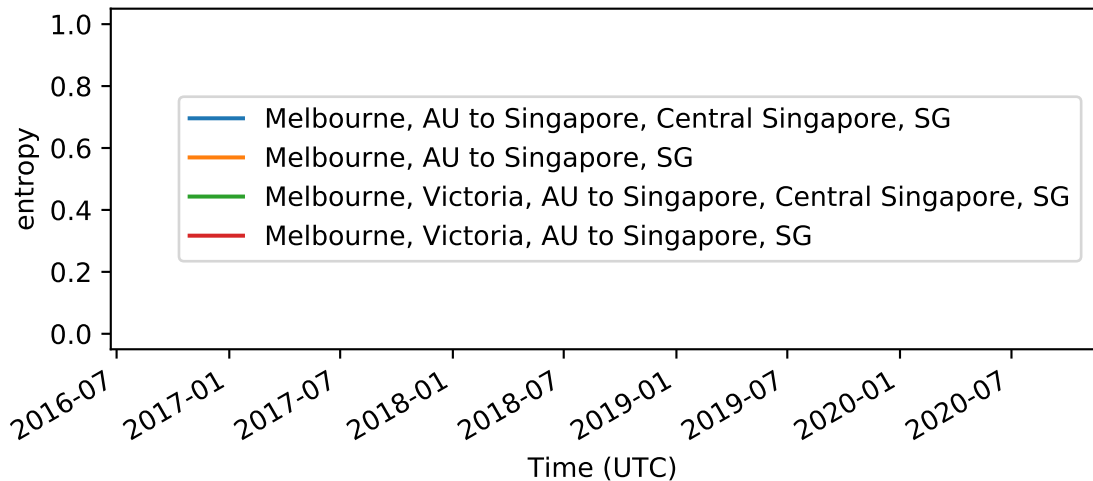 1.0
0.8
0.6
0.4
0.2
0.0
entropy
Melbourne, AU to Singapore, Central Singapore, SG
Melbourne, AU to Singapore, SG
Melbourne, Victoria, AU to Singapore, Central Singapore, SG
Melbourne, Victoria, AU to Singapore, SG
2016-07
2017-01
2017-07
2018-01
2018-07
2019-01
2019-07
2020-01
2020-07
Time (UTC)